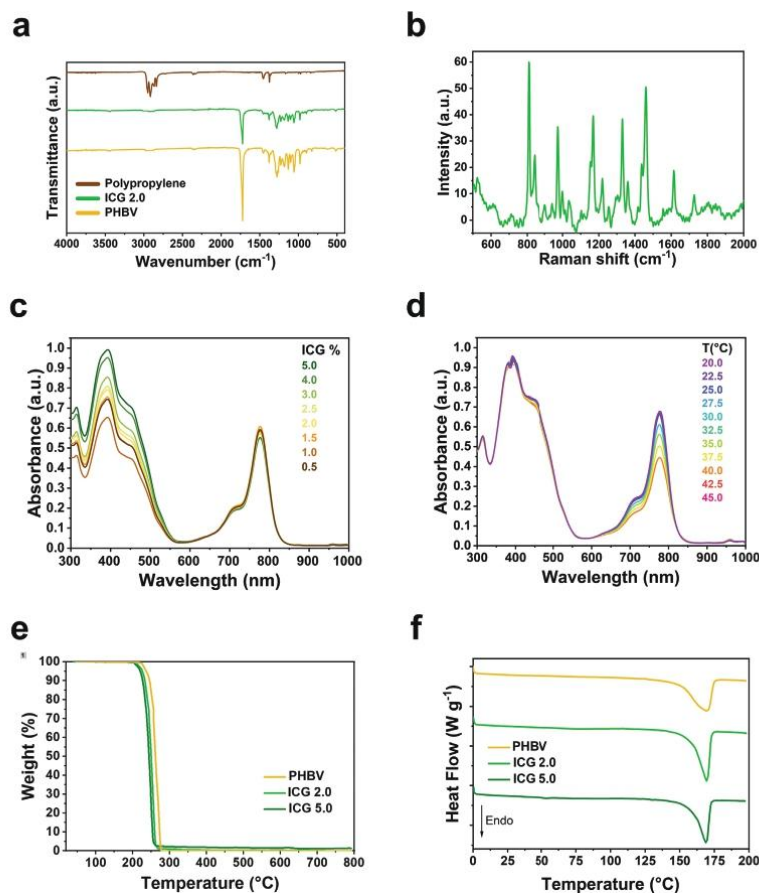 a
Transmittance (a.u.)
Polypropylene
ICG 2.0
PHBV
4000 3500 3000 2500 2000 1500 1000 500
Wavenumber (cm⁻¹)
b
Intensity (a.u.)
60
50
40
30
20
10
0
600 800 1000 1200 1400 1600 1800 2000
Raman shift (cm⁻¹)
c
Absorbance (a.u.)
1.0
0.9
0.8
0.7
0.6
0.5
0.4
0.3
0.2
0.1
0.0
ICG %
5.0
4.0
3.0
2.5
2.0
1.5
1.0
0.5
300 400 500 600 700 800 900 1000
Wavelength (nm)
d
Absorbance (a.u.)
1.0
0.9
0.8
0.7
0.6
0.5
0.4
0.3
0.2
0.1
0.0
T(°C)
20.0
22.5
25.0
27.5
30.0
32.5
35.0
37.5
40.0
42.5
45.0
300 400 500 600 700 800 900 1000
Wavelength (nm)
e
Weight (%)
100
90
80
70
60
50
40
30
20
10
0
PHBV
ICG 2.0
ICG 5.0
200 400 600 800
Temperature (°C)
f
Heat Flow (W g⁻¹)
PHBV
ICG 2.0
ICG 5.0
Endo
0 25 50 75 100 125 150 175 200
Temperature (°C)